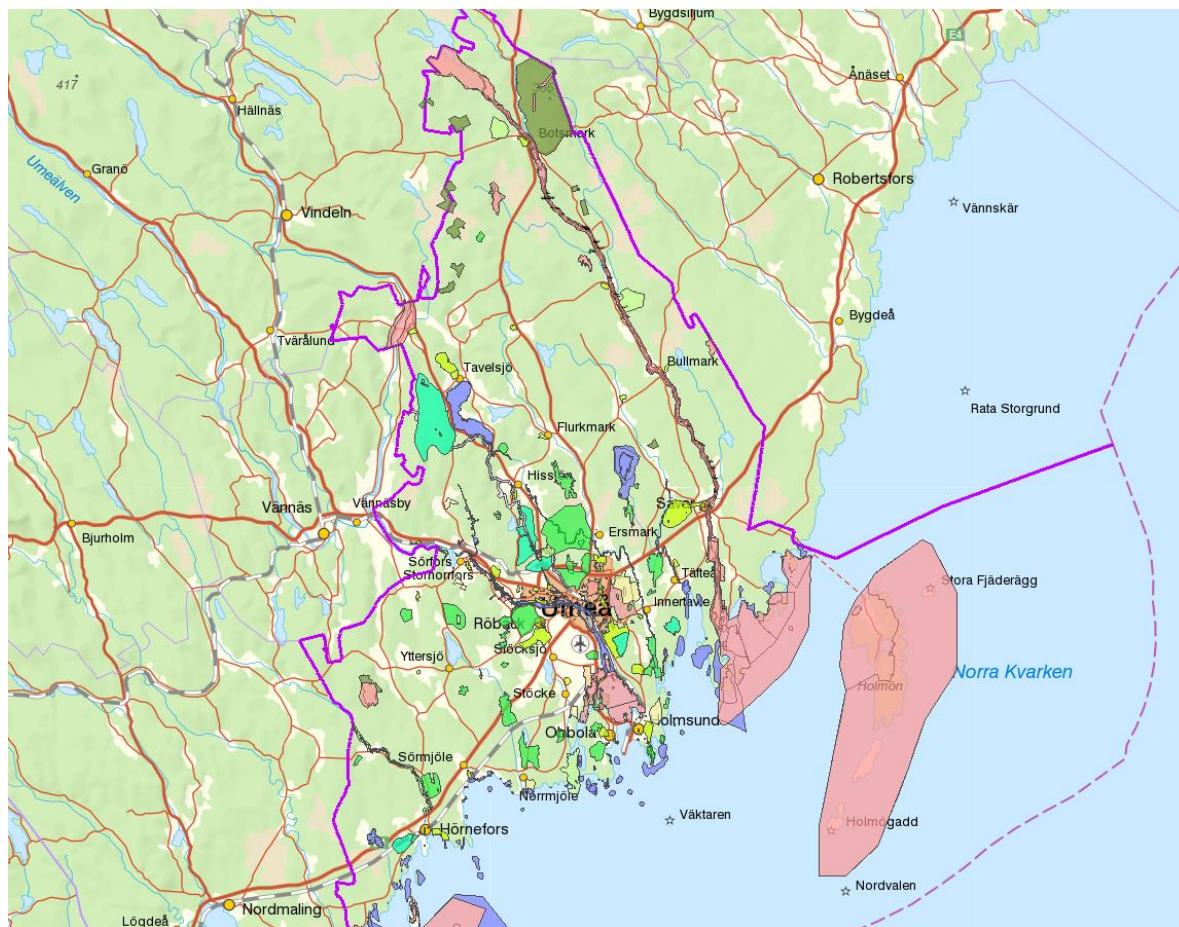 Bygdsiljum
E4
Ånäset
417
Hällnäs
Botsmark
Granö
Umeälven
Robertsfors
Vindeln
Vännskär
Bygdeå
Tvärålund
Bullmark
Tavelsjö
Rata Storgrund
Flurkmark
Hissjön
Vännäs
Vännäsby
Sävar
Bjurholm
Ersmark
Sörfors
Stornorrfors
Täfteå
Stora Fjäderägg
Umeå
Innertavle
Röbäck
Stöcksjö
Yttersjö
Norra Kvarken
Holmön
Stöcke
Holmsund
Obbola
Sörmjöle
Norrmjöle
Väktaren
Holmögadd
Hörnefors
Nordvalen
Nordmaling
Lögdeå